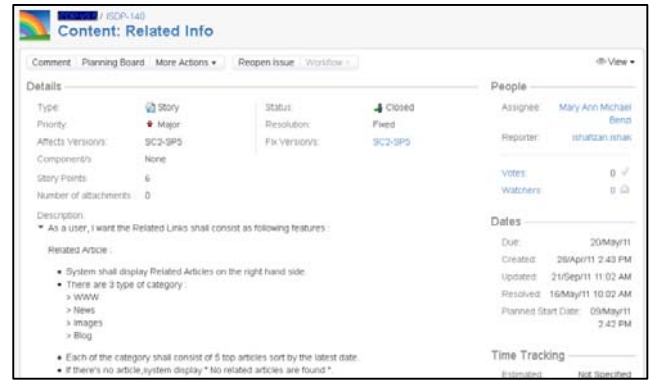 / ISDP-140
Content: Related Info
Comment Planning Board More Actions Reopen Issue Workflow View
Details
Type: Story
Status: Closed
Priority: Major
Resolution: Fixed
Affects Version/s: SC2-SP5
Fix Version/s: SC2-SP5
Component/s: None
Story Points: 6
Number of attachments : 0
Description:
As a user, I want the Related Links shall consist as following features :
Related Article :
• System shall display Related Articles on the right hand side.
• There are 3 type of category :
> WWW
> News
> Images
> Blog
• Each of the category shall consist of 5 top articles sort by the latest date.
• If there's no article,system display " No related articles are found ".
People
Assignee: Mary Ann Michael
Benzi
Reporter:
Votes: 0
Watchers: 0
Dates
Due: 20/May/11
Created: 28/Apr/11 2:43 PM
Updated: 21/Sep/11 11:02 AM
Resolved: 16/May/11 10:02 AM
Planned Start Date: 09/May/11
2:42 PM
Time Tracking
Estimated: Not Specified